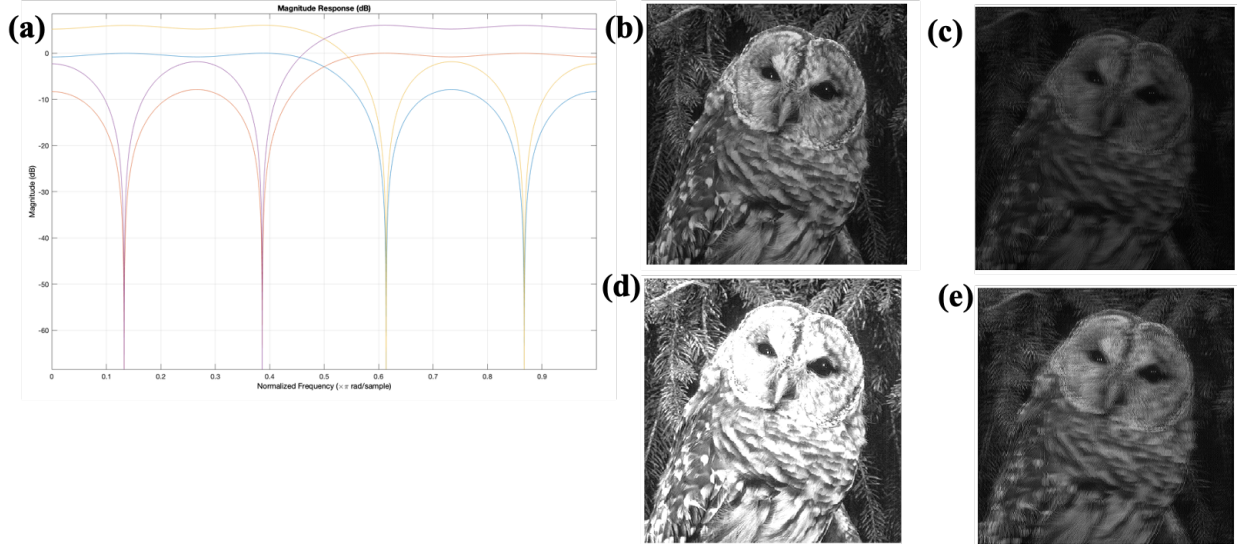 (a)
Magnitude Response (dB)
Magnitude (dB)
0
-10
-20
-30
-40
-50
-60
0
0.1
0.2
0.3
0.4
0.5
0.6
0.7
0.8
0.9
Normalized Frequency (×π rad/sample)
(b)
(c)
(d)
(e)